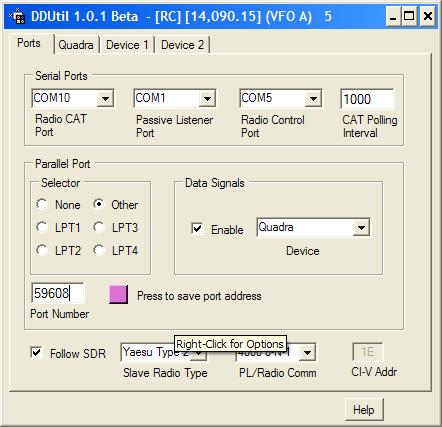 DDUtil 1.0.1 Beta - [RC] [14,090.15] (VFO A) 5
Ports Quadra Device 1 Device 2
Serial Ports
COM10 COM1 COM5 1000
Radio CAT Port Passive Listener Port Radio Control Port CAT Polling Interval
Parallel Port
Selector Data Signals
None Other
LPT1 LPT3 Enable Quadra
LPT2 LPT4 Device
59608 Press to save port address
Port Number
Right-Click for Options
Follow SDR Yaesu Type 2 1E
Slave Radio Type PL/Radio Comm CI-V Addr
Help